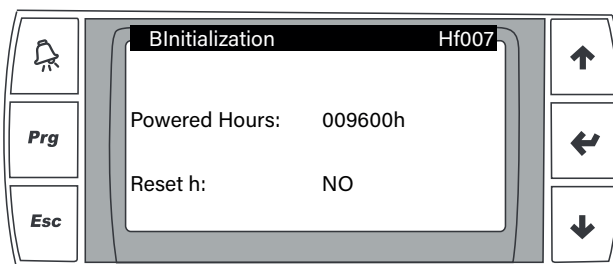 BInitialization Hf007
Powered Hours: 009600h
Prg
Reset h: NO
Esc